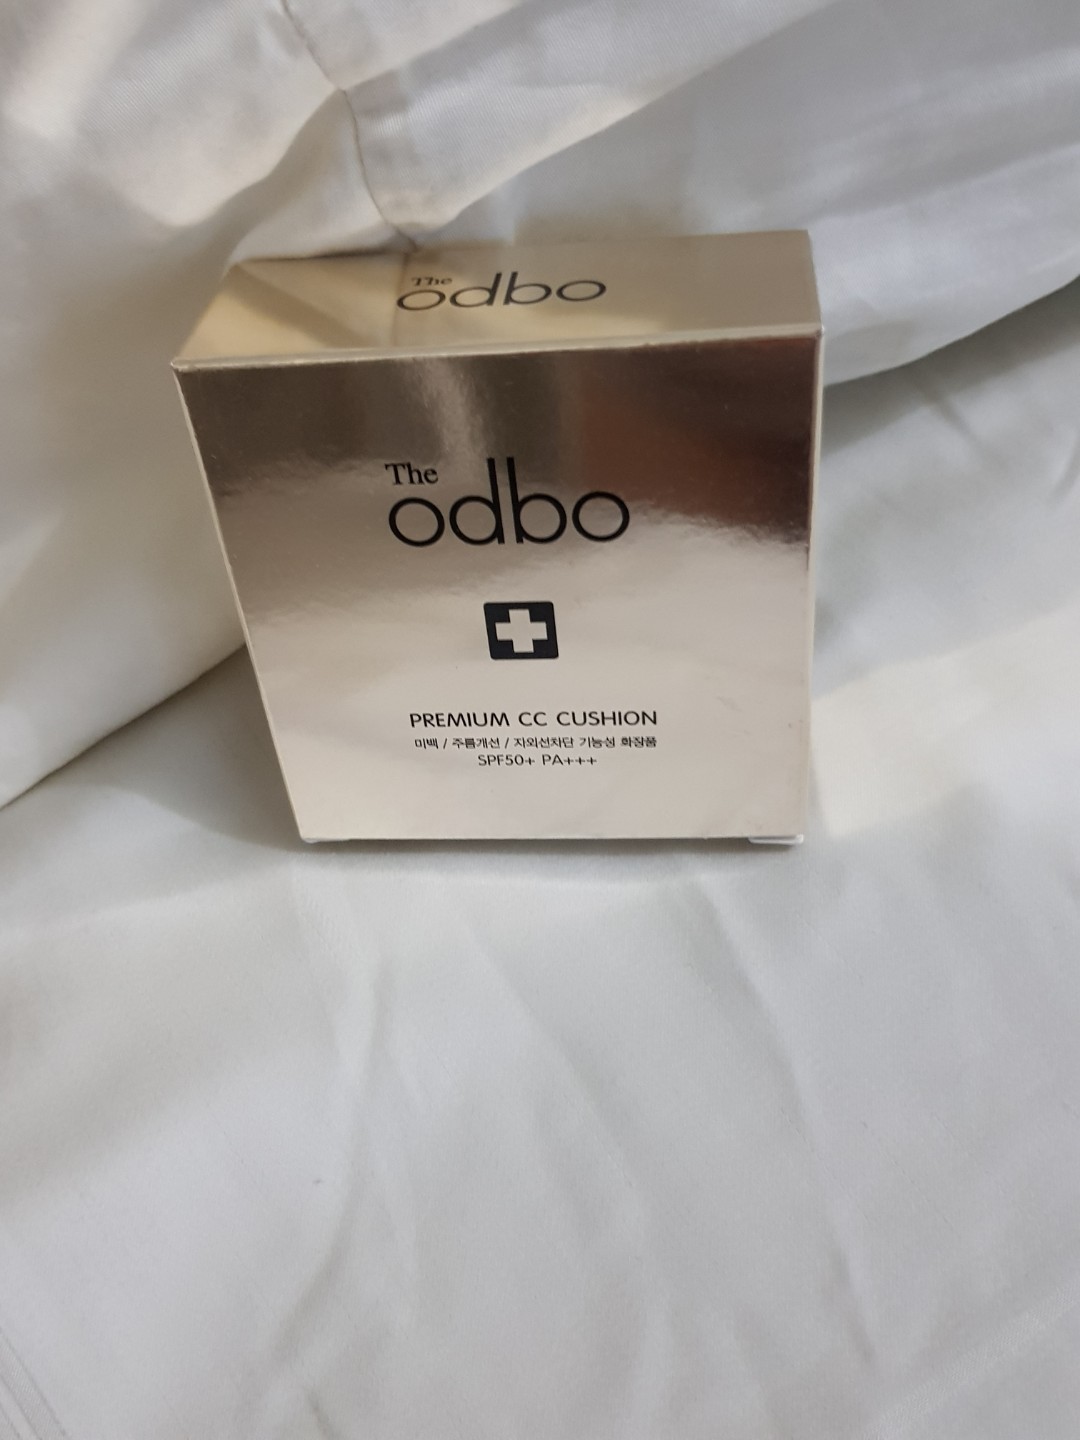 The
odbo
The
odbo
PREMIUM CC CUSHION
미백 / 주름개선 / 자외선차단 기능성 화장품
SPF50+ PA+++